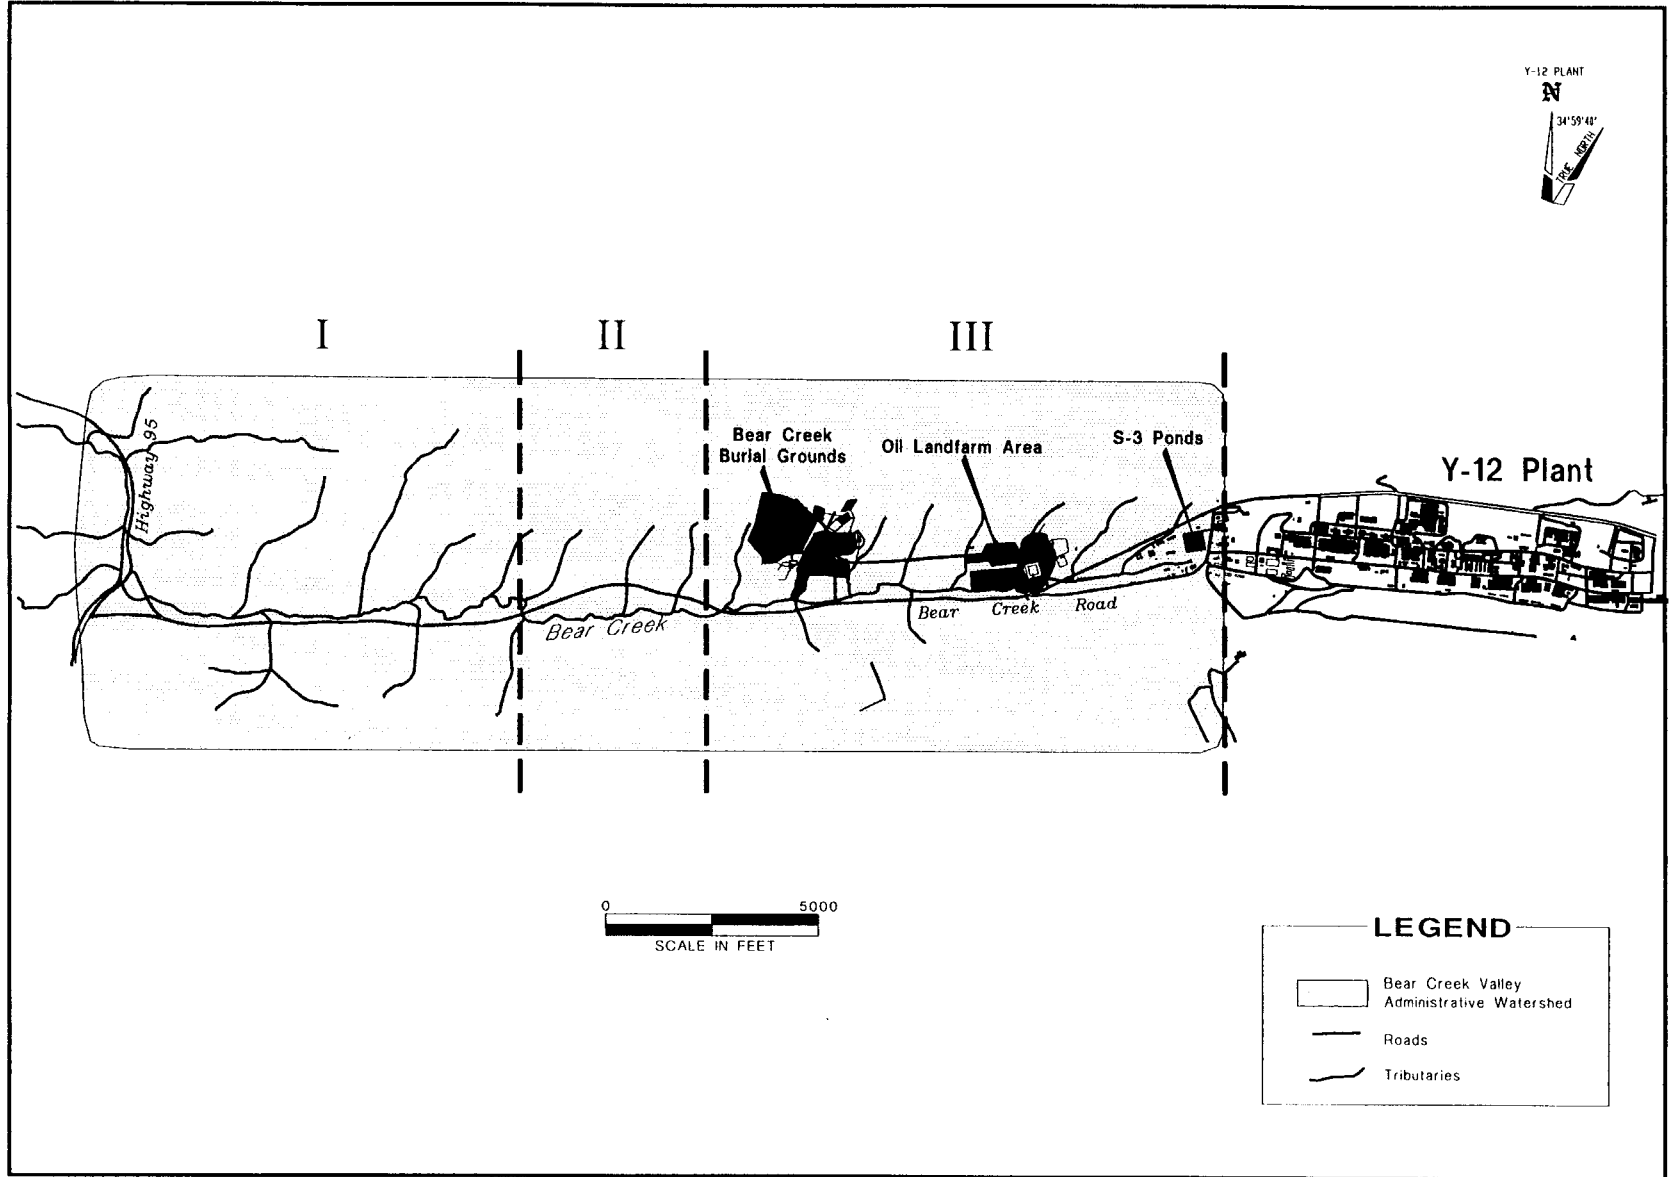 Y-12 PLANT
N
34°59'40"
TRUE NORTH
I
II
III
Highway 95
Bear Creek
Burial Grounds
Oil Landfarm Area
S-3 Ponds
Y-12 Plant
Bear Creek
Bear Creek Road
0 5000
SCALE IN FEET
LEGEND
Bear Creek Valley
Administrative Watershed
Roads
Tributaries